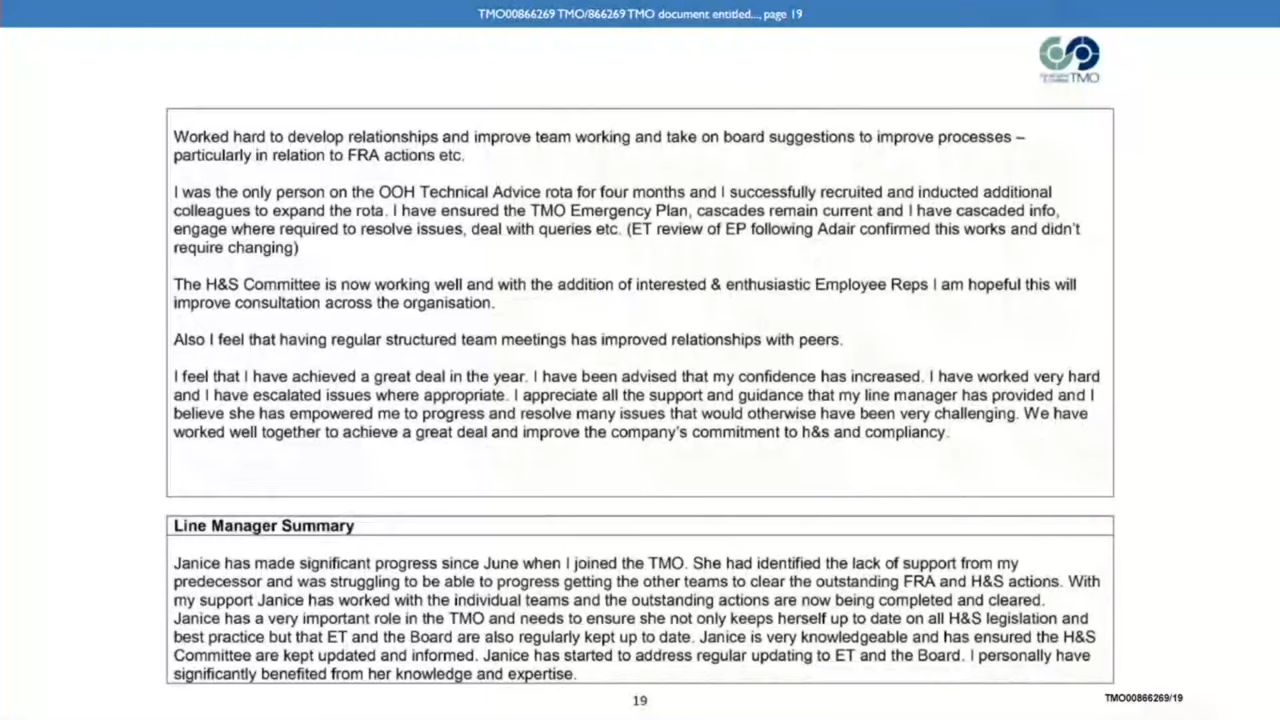 TMO00866269 TMO/866269 TMO document entitled..., page 19
TMO
Worked hard to develop relationships and improve team working and take on board suggestions to improve processes –
particularly in relation to FRA actions etc.
I was the only person on the OOH Technical Advice rota for four months and I successfully recruited and inducted additional
colleagues to expand the rota. I have ensured the TMO Emergency Plan, cascades remain current and I have cascaded info,
engage where required to resolve issues, deal with queries etc. (ET review of EP following Adair confirmed this works and didn't
require changing)
The H&S Committee is now working well and with the addition of interested & enthusiastic Employee Reps I am hopeful this will
improve consultation across the organisation.
Also I feel that having regular structured team meetings has improved relationships with peers.
I feel that I have achieved a great deal in the year. I have been advised that my confidence has increased. I have worked very hard
and I have escalated issues where appropriate. I appreciate all the support and guidance that my line manager has provided and I
believe she has empowered me to progress and resolve many issues that would otherwise have been very challenging. We have
worked well together to achieve a great deal and improve the company's commitment to h&s and compliancy.
Line Manager Summary
Janice has made significant progress since June when I joined the TMO. She had identified the lack of support from my
predecessor and was struggling to be able to progress getting the other teams to clear the outstanding FRA and H&S actions. With
my support Janice has worked with the individual teams and the outstanding actions are now being completed and cleared.
Janice has a very important role in the TMO and needs to ensure she not only keeps herself up to date on all H&S legislation and
best practice but that ET and the Board are also regularly kept up to date. Janice is very knowledgeable and has ensured the H&S
Committee are kept updated and informed. Janice has started to address regular updating to ET and the Board. I personally have
significantly benefited from her knowledge and expertise.
19
TMO00866269/19